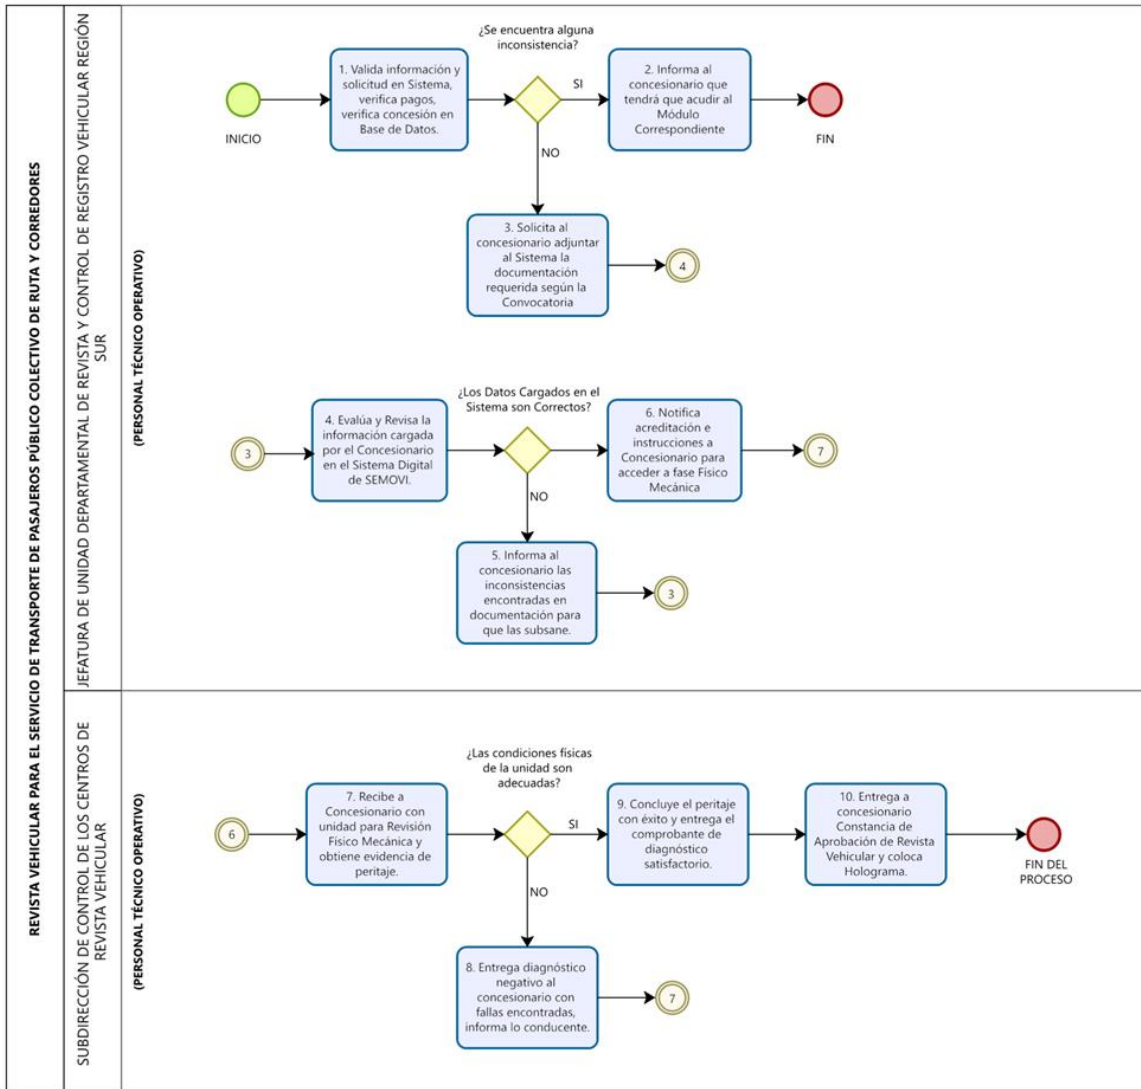 REVISTA VEHICULAR PARA EL SERVICIO DE TRANSPORTE DE PASAJEROS PÚBLICO COLECTIVO DE RUTA Y CORREDORES
JEFATURA DE UNIDAD DEPARTAMENTAL DE REVISTA Y CONTROL DE REGISTRO VEHICULAR REGIÓN
SUR
(PERSONAL TÉCNICO OPERATIVO)
INICIO
1. Valida información y
solicitud en Sistema,
verifica pagos,
verifica concesión en
Base de Datos.
¿Se encuentra alguna
inconsistencia?
SI
2. Informa al
concesionario que
tendrá que acudir al
Módulo
Correspondiente
FIN
NO
3. Solicita al
concesionario adjuntar
al Sistema la
documentación
requerida según la
Convocatoria
4
3
4. Evalúa y Revisa la
información cargada
por el Concesionario
en el Sistema Digital
de SEMOVI.
¿Los Datos Cargados en el
Sistema son Correctos?
6. Notifica
acreditación e
instrucciones a
Concesionario para
acceder a fase Físico
Mecánica
7
NO
5. Informa al
concesionario las
inconsistencias
encontradas en
documentación para
que las subsane.
3
SUBDIRECCIÓN DE CONTROL DE LOS CENTROS DE
REVISTA VEHICULAR
(PERSONAL TÉCNICO OPERATIVO)
6
7. Recibe a
Concesionario con
unidad para Revisión
Físico Mecánica y
obtiene evidencia de
peritaje.
¿Las condiciones físicas
de la unidad son
adecuadas?
SI
9. Concluye el peritaje
con éxito y entrega el
comprobante de
diagnóstico
satisfactorio.
10. Entrega a
concesionario
Constancia de
Aprobación de Revista
Vehicular y coloca
Holograma.
FIN DEL
PROCESO
NO
8. Entrega diagnóstico
negativo al
concesionario con
fallas encontradas,
informa lo conducente.
7